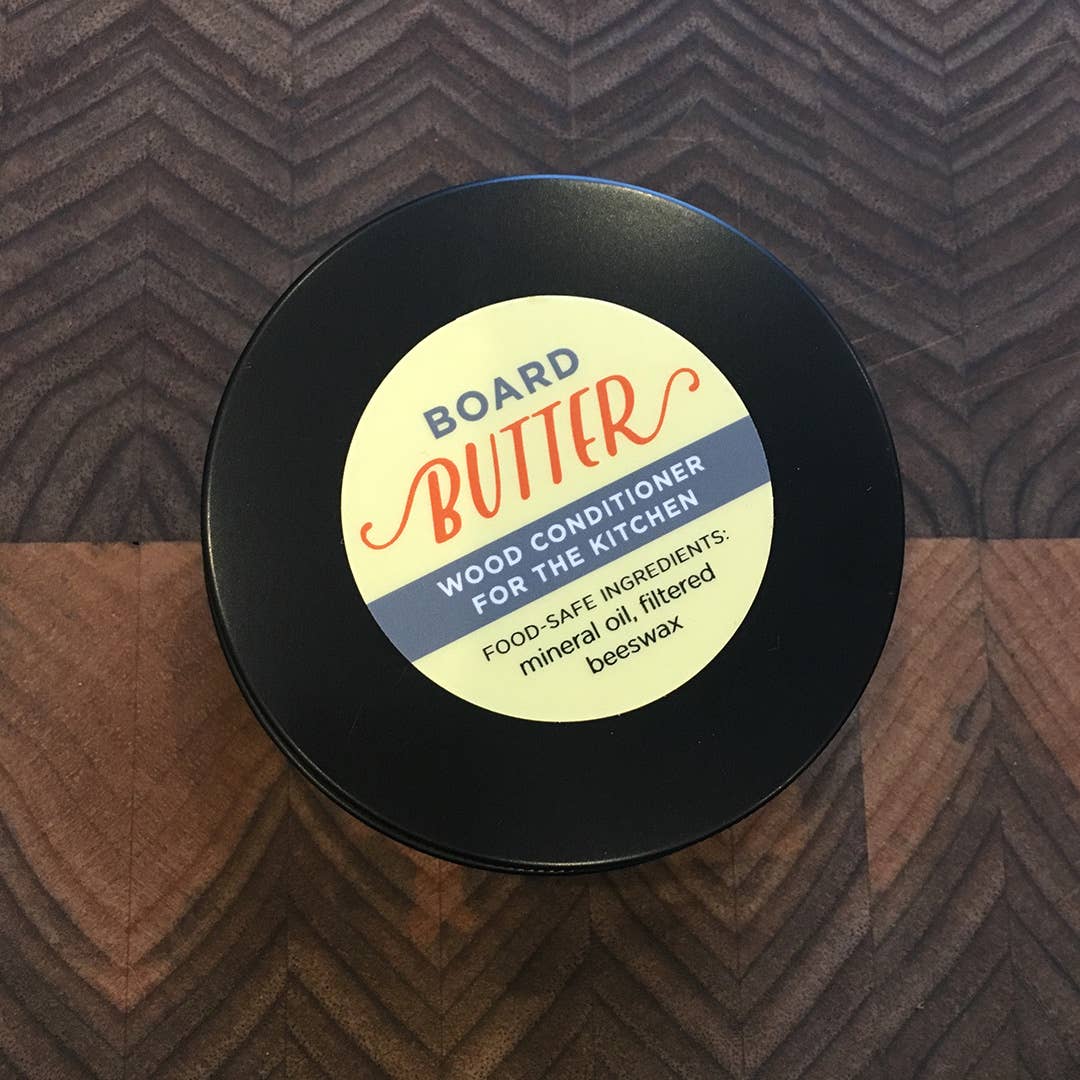 BOARD
BUTTER
WOOD CONDITIONER
FOR THE KITCHEN
FOOD-SAFE INGREDIENTS:
mineral oil, filtered
beeswax